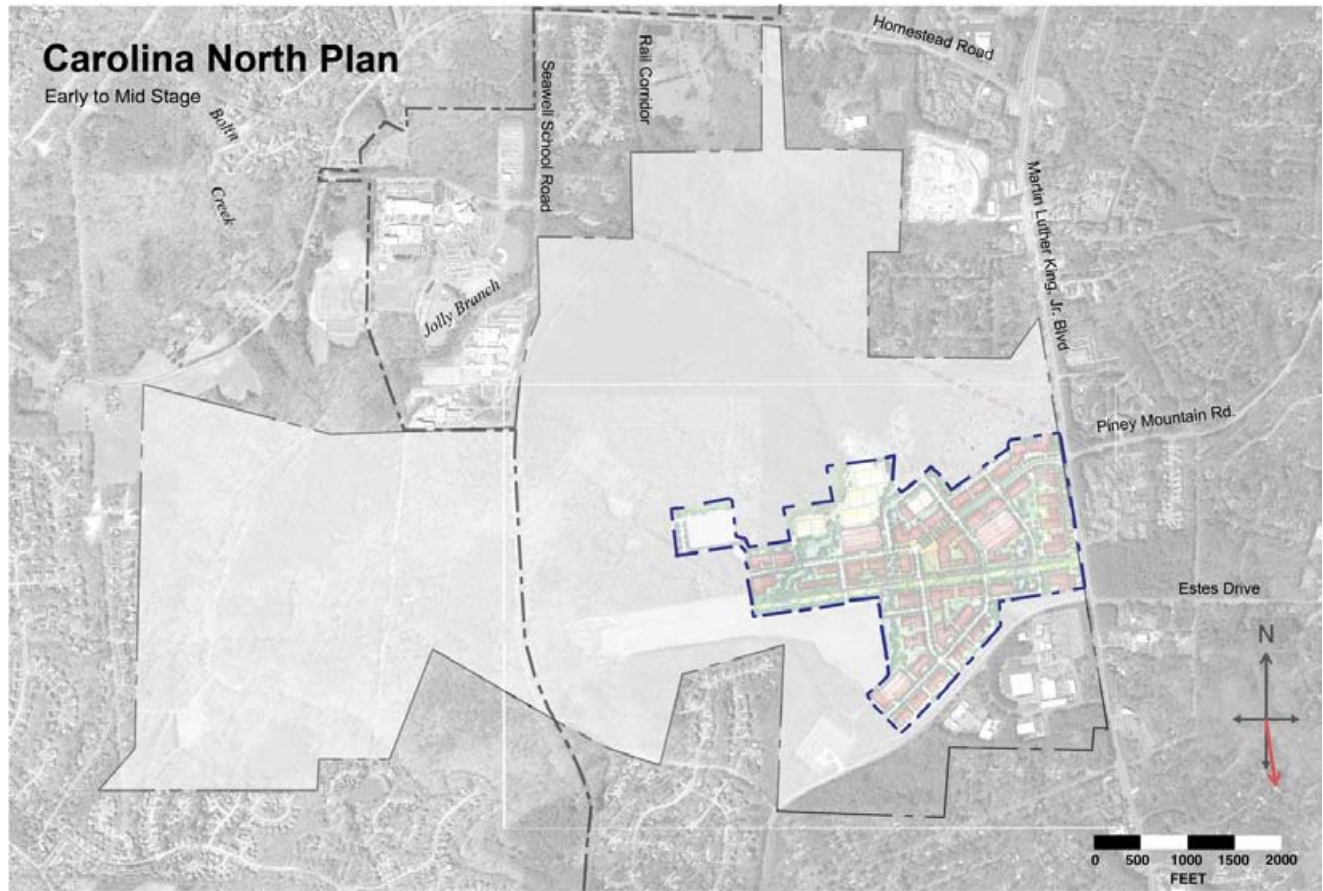 Carolina North Plan
Early to Mid Stage
Homestead Road
Rail Corridor
Seawell School Road
Bolin
Creek
Jolly Branch
Martin Luther King, Jr. Blvd
Piney Mountain Rd.
Estes Drive
N
0 500 1000 1500 2000
FEET